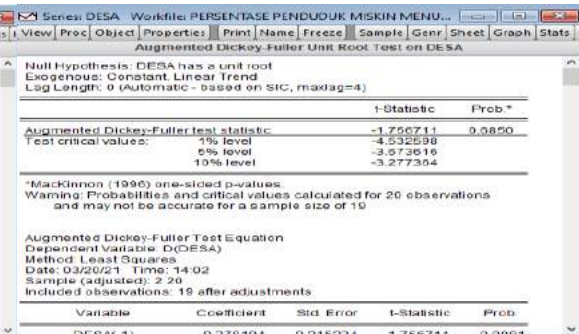 Series: DESA Workfile: PERSENTASE PENDUDUK MISKIN MENU...
View Proc Object Properties Print Name Freeze Sample Genr Sheet Graph Stats
Augmented Dickey-Fuller Unit Root Test on DESA
Null Hypothesis: DESA has a unit root
Exogenous: Constant, Linear Trend
Lag Length: 0 (Automatic - based on SIC, maxlag=4)
t-Statistic Prob.*
Augmented Dickey-Fuller test statistic -1.756711 0.6850
Test critical values: 1% level -4.532598
5% level -3.673616
10% level -3.277364
*MacKinnon (1996) one-sided p-values.
Warning: Probabilities and critical values calculated for 20 observations
and may not be accurate for a sample size of 19
Augmented Dickey-Fuller Test Equation
Dependent Variable: D(DESA)
Method: Least Squares
Date: 03/20/21 Time: 14:02
Sample (adjusted): 2 20
Included observations: 19 after adjustments
Variable Coefficient Std. Error t-Statistic Prob.
DESA(-1) -1.756711